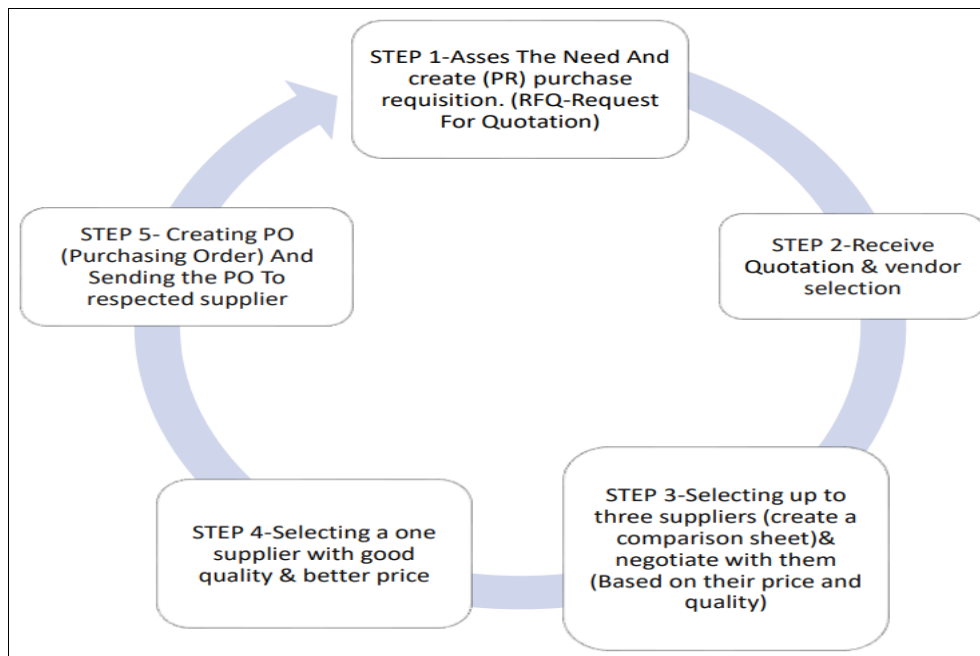 STEP 1-Asses The Need And
create (PR) purchase
requisition. (RFQ-Request
For Quotation)
STEP 2-Receive
Quotation & vendor
selection
STEP 3-Selecting up to
three suppliers (create a
comparison sheet)&
negotiate with them
(Based on their price and
quality)
STEP 4-Selecting a one
supplier with good
quality & better price
STEP 5- Creating PO
(Purchasing Order) And
Sending the PO To
respected supplier